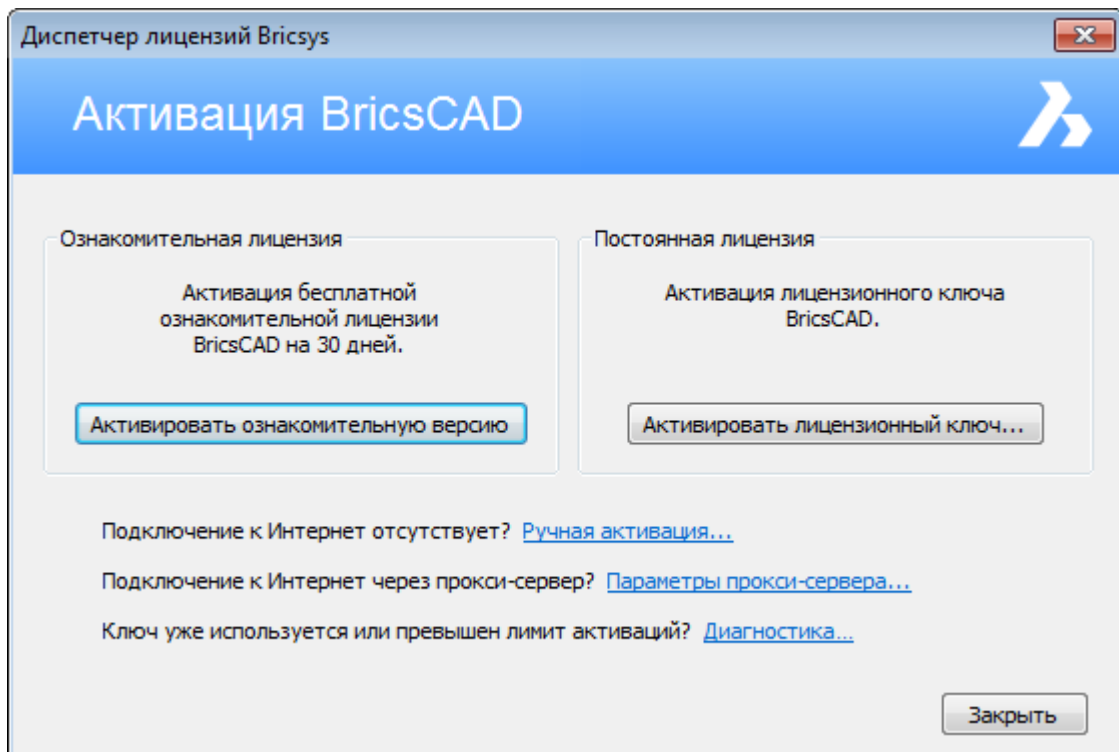 Диспетчер лицензий Bricsys
Активация BricsCAD
Ознакомительная лицензия
Активация бесплатной
ознакомительной лицензии
BricsCAD на 30 дней.
Активировать ознакомительную версию
Постоянная лицензия
Активация лицензионного ключа
BricsCAD.
Активировать лицензионный ключ...
Подключение к Интернет отсутствует? Ручная активация...
Подключение к Интернет через прокси-сервер? Параметры прокси-сервера...
Ключ уже используется или превышен лимит активаций? Диагностика...
Закрыть